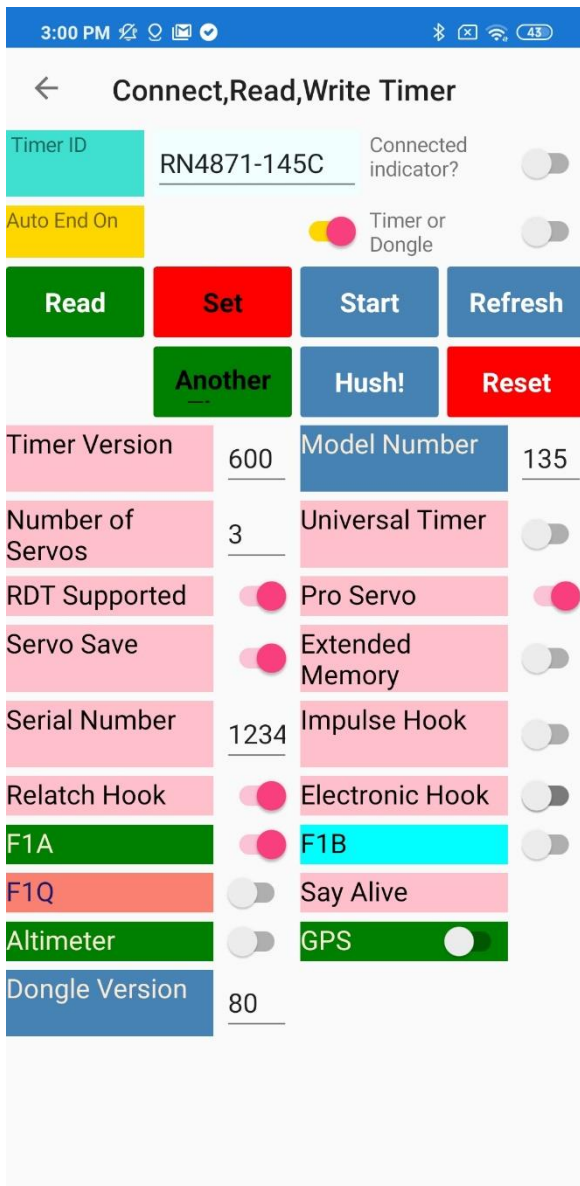 3:00 PM
43
Connect,Read,Write Timer
Timer ID
RN4871-145C
Connected
indicator?
Auto End On
Timer or
Dongle
Read
Set
Start
Refresh
Another
Hush!
Reset
Timer Version
600
Model Number
135
Number of
Servos
3
Universal Timer
RDT Supported
Pro Servo
Servo Save
Extended
Memory
Serial Number
1234
Impulse Hook
Relatch Hook
Electronic Hook
F1A
F1B
F1Q
Say Alive
Altimeter
GPS
Dongle Version
80